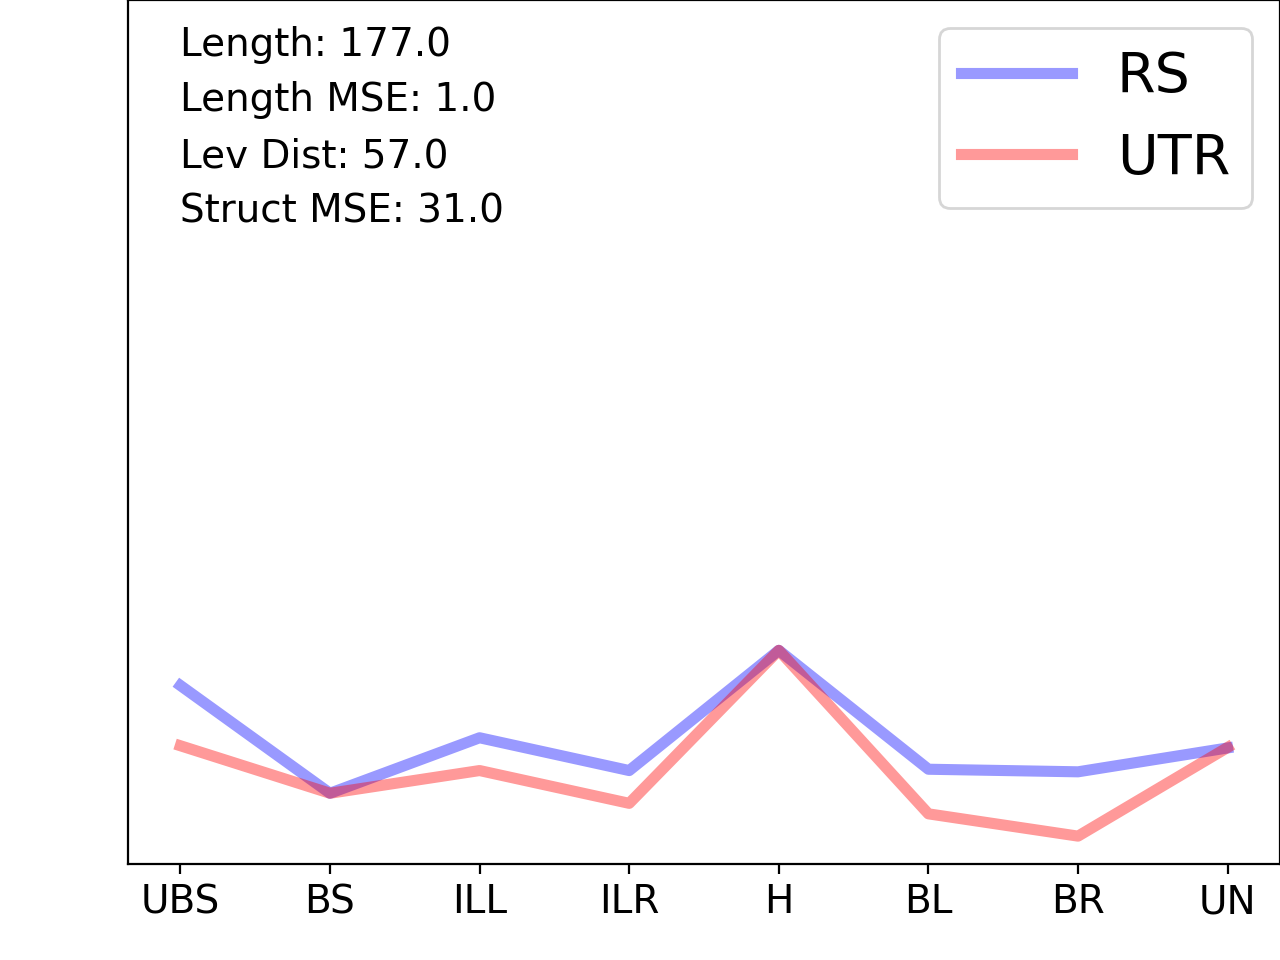 Length: 177.0
Length MSE: 1.0
Lev Dist: 57.0
Struct MSE: 31.0
RS
UTR
UBS BS ILL ILR H BL BR UN